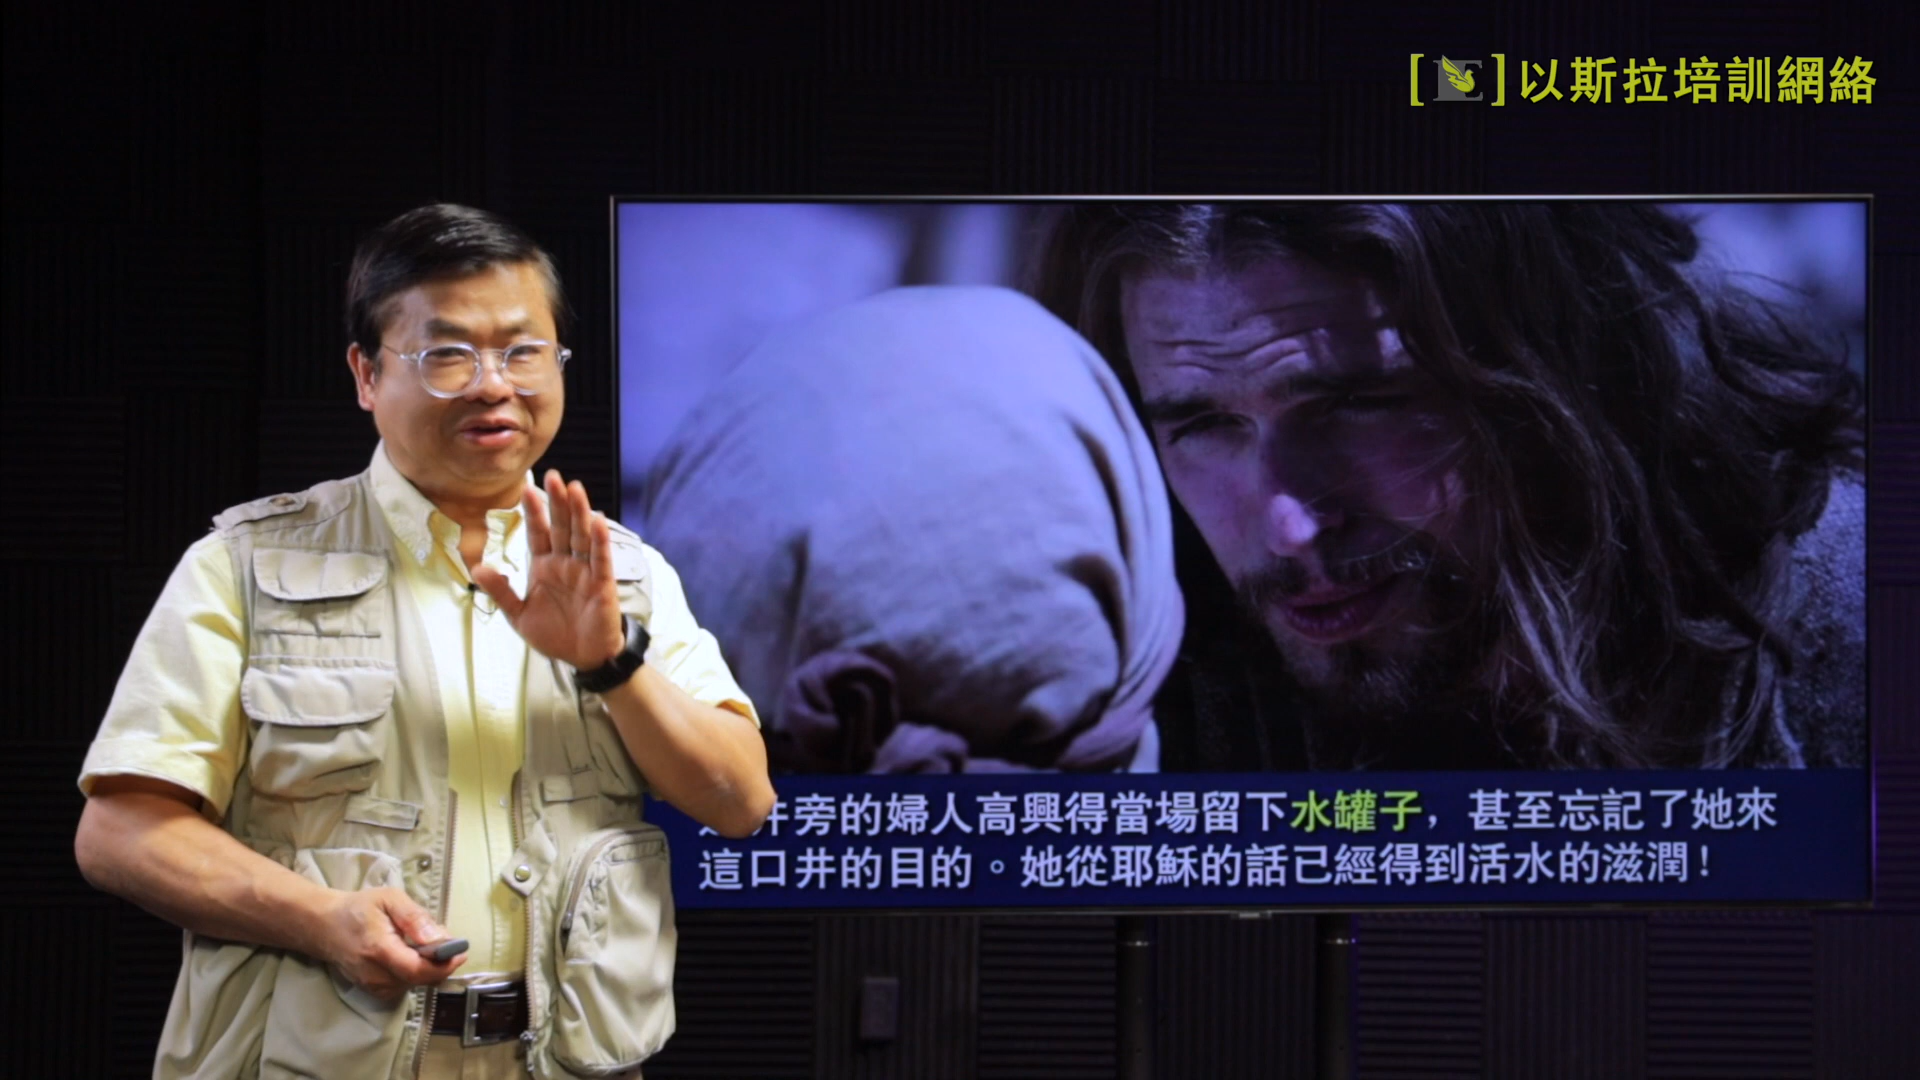 [E]以斯拉培訓網絡
井旁的婦人高興得當場留下水罐子，甚至忘記了她來
這口井的目的。她從耶穌的話已經得到活水的滋潤！